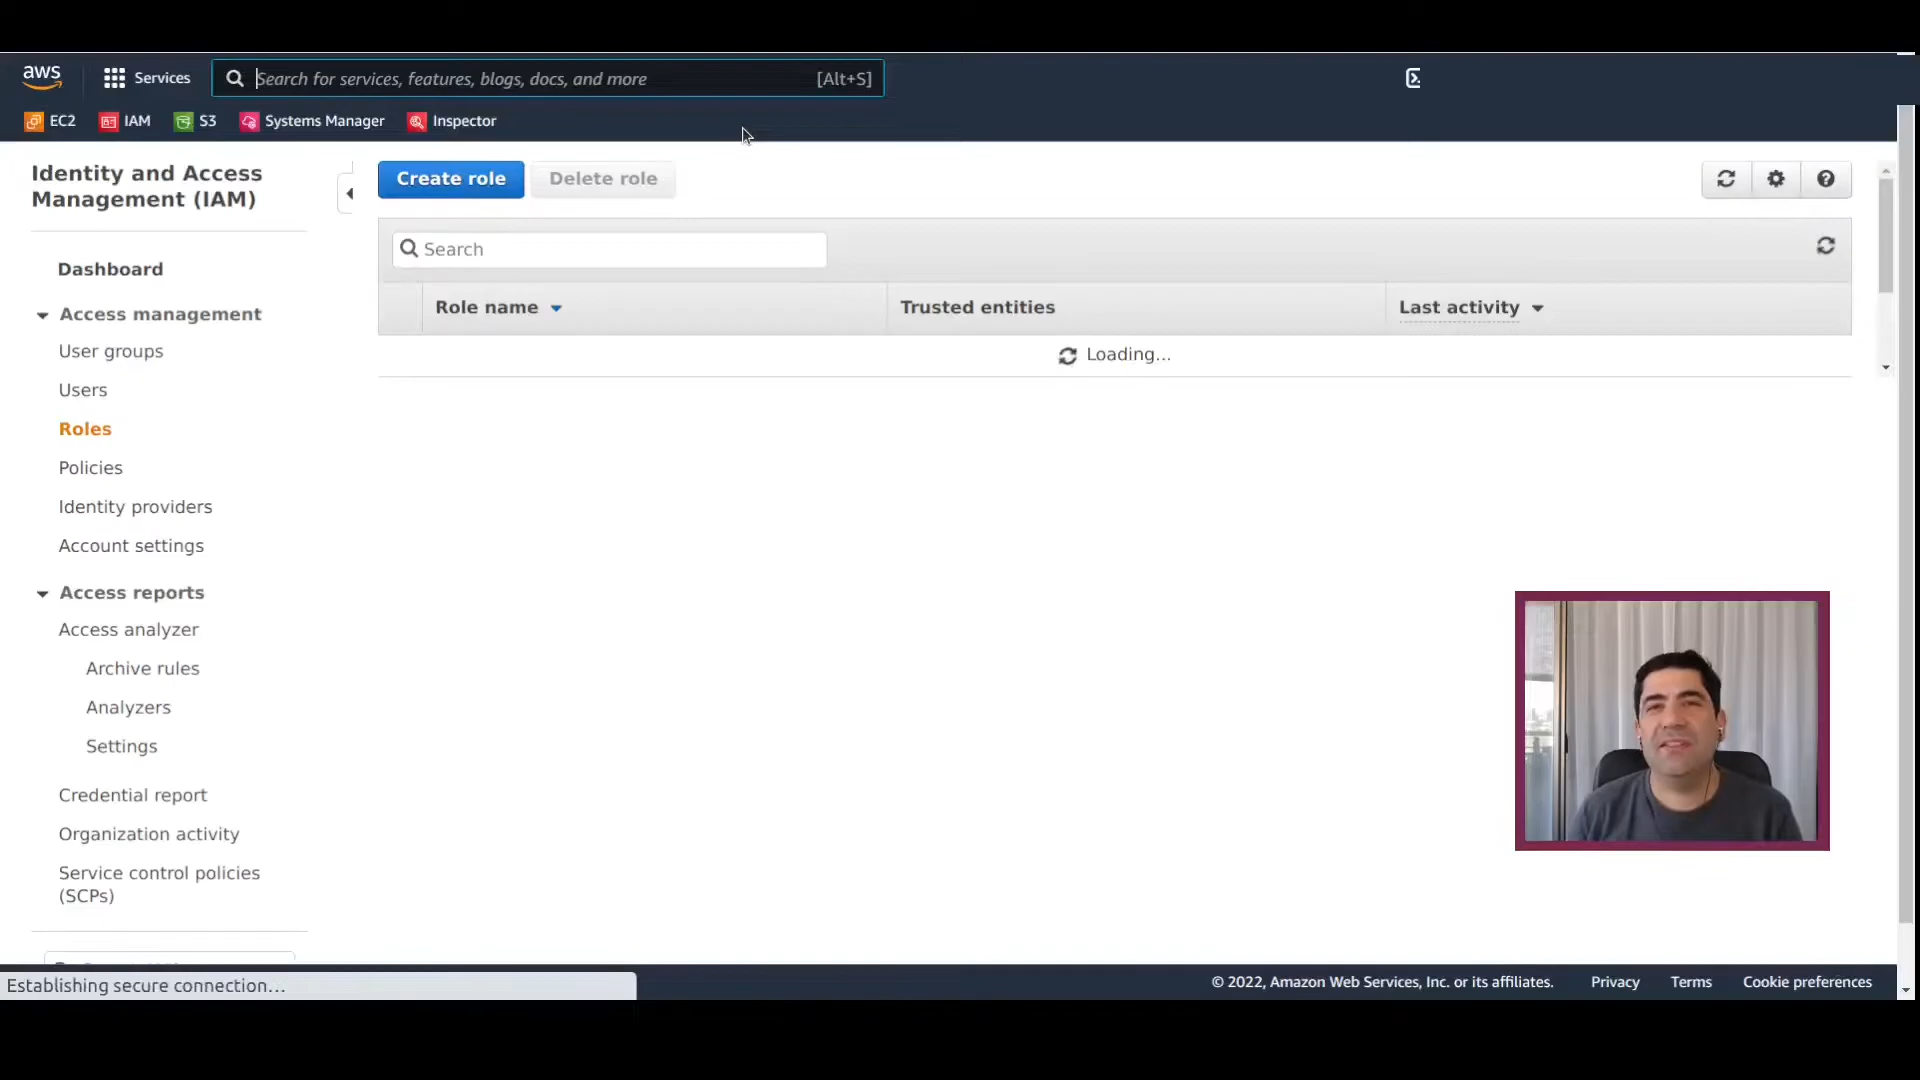 aws
Services
Search for services, features, blogs, docs, and more
[Alt+S]
EC2
IAM
S3
Systems Manager
Inspector
Identity and Access
Management (IAM)
Dashboard
Access management
User groups
Users
Roles
Policies
Identity providers
Account settings
Access reports
Access analyzer
Archive rules
Analyzers
Settings
Credential report
Organization activity
Service control policies
(SCPs)
Create role
Delete role
Search
Role name
Trusted entities
Last activity
Loading...
Establishing secure connection...
© 2022, Amazon Web Services, Inc. or its affiliates.
Privacy
Terms
Cookie preferences